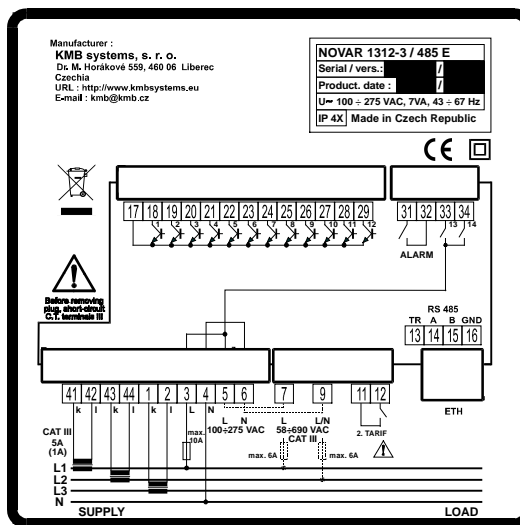 Manufacturer :
KMB systems, s. r. o.
Dr. M. Horákové 559, 460 06 Liberec
Czechia
URL : http://www.kmbsystems.eu
E-mail : kmb@kmb.cz
NOVAR 1312-3 / 485 E
Serial / vers.: /
Product. date : /
U~ 100 ÷ 275 VAC, 7VA, 43 ÷ 67 Hz
IP 4X Made in Czech Republic
CE
17 18 19 20 21 22 23 24 25 26 27 28 29
31 32 33 34
1 2 3 4 5 6 7 8 9 10 11 12
13 14
ALARM
Before removing
plug, short-circuit
C.T. terminals !!!
RS 485
TR A B GND
13 14 15 16
41 42 43 44 1 2 3 4 5 6 7 9 11 12
ETH
k l k l k l L N
L N
100÷275 VAC
L L/N
58÷690 VAC
CAT III
2. TARIF
CAT III
5A
(1A)
max.
10A
max. 6A
max. 6A
L1
L2
L3
N
SUPPLY LOAD